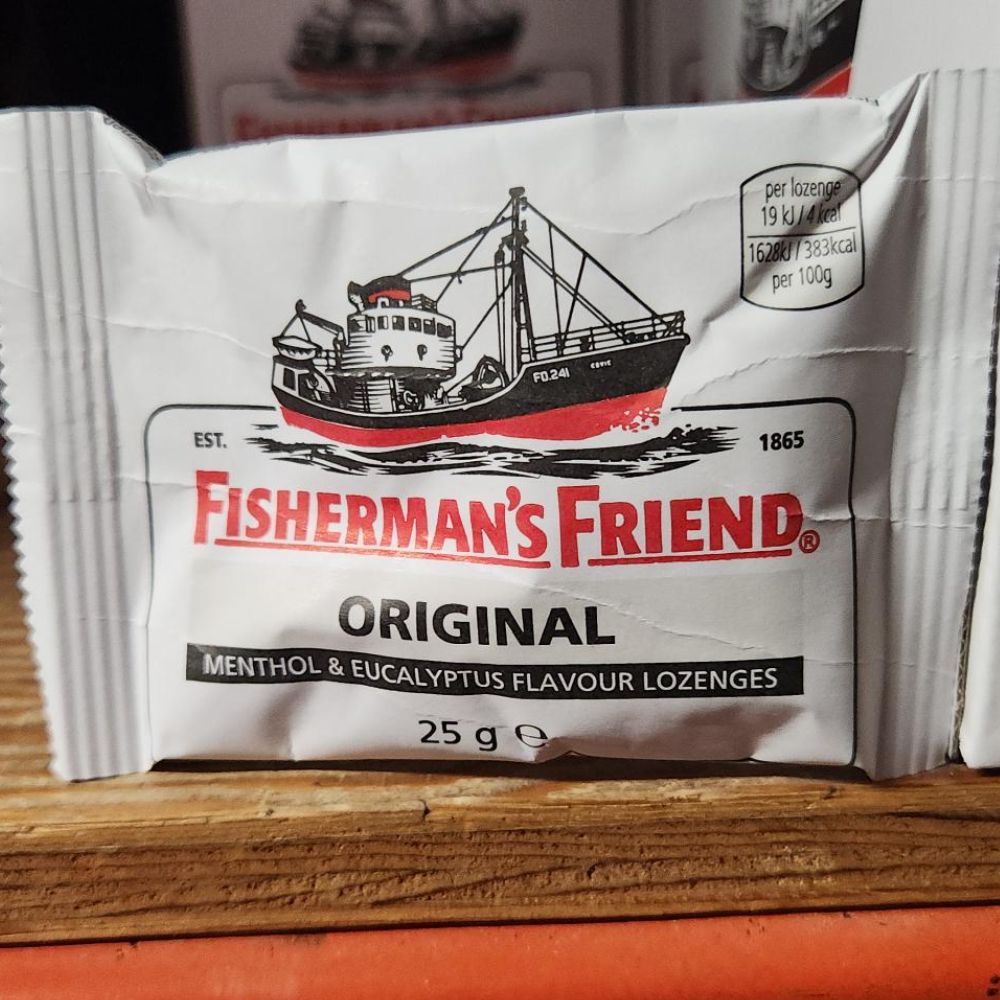 per lozenge
19 kJ / 4 kcal
1628kJ / 383kcal
per 100g
FD.241
EST.
1865
FISHERMAN'S FRIEND®
ORIGINAL
MENTHOL & EUCALYPTUS FLAVOUR LOZENGES
25 g ℮